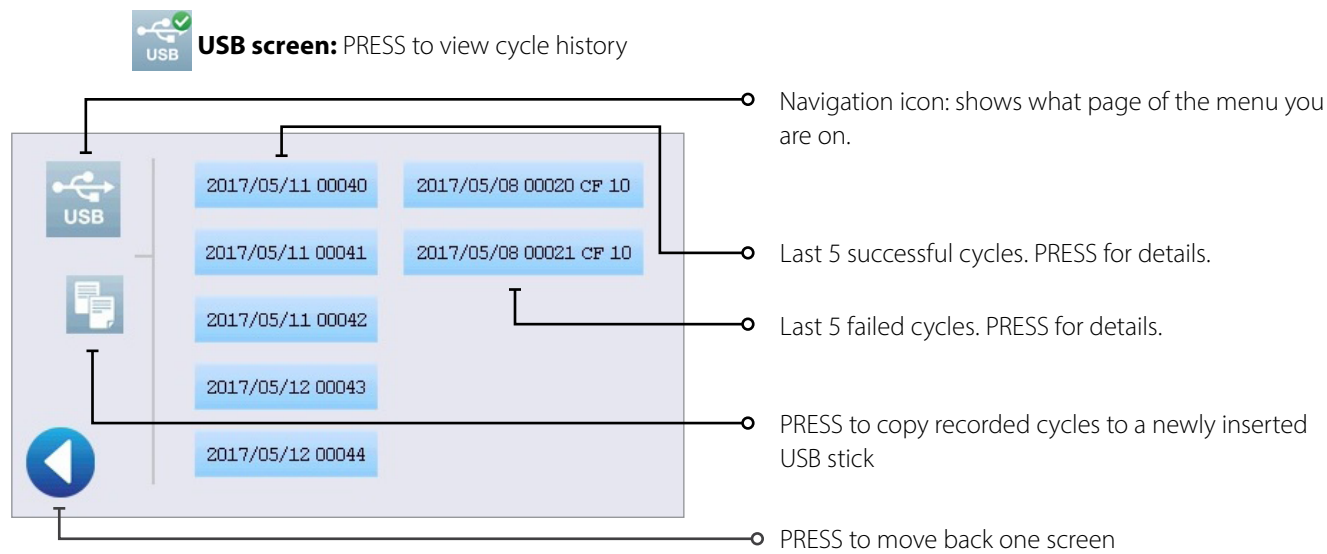 USB
USB screen: PRESS to view cycle history
Navigation icon: shows what page of the menu you
are on.
USB
2017/05/11 00040
2017/05/08 00020 CF 10
2017/05/11 00041
2017/05/08 00021 CF 10
Last 5 successful cycles. PRESS for details.
2017/05/11 00042
Last 5 failed cycles. PRESS for details.
2017/05/12 00043
PRESS to copy recorded cycles to a newly inserted
USB stick
2017/05/12 00044
PRESS to move back one screen